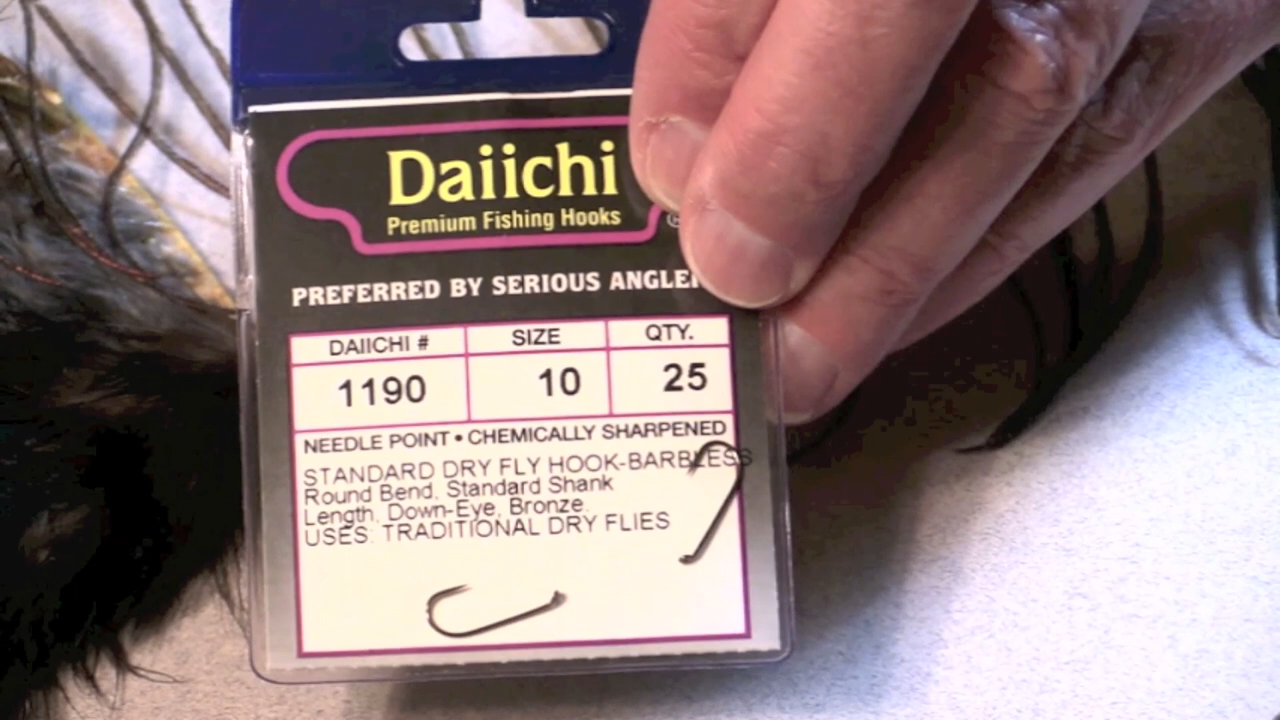 Daiichi
Premium Fishing Hooks
PREFERRED BY SERIOUS
DAIICHI # SIZE QTY.
1190 10 25
NEEDLE POINT • CHEMICALLY SHARPENED
STANDARD DRY FLY HOOK-BARBLESS
Round Bend, Standard Shank
Length, Down-Eye, Bronze.
USES: TRADITIONAL DRY FLIES